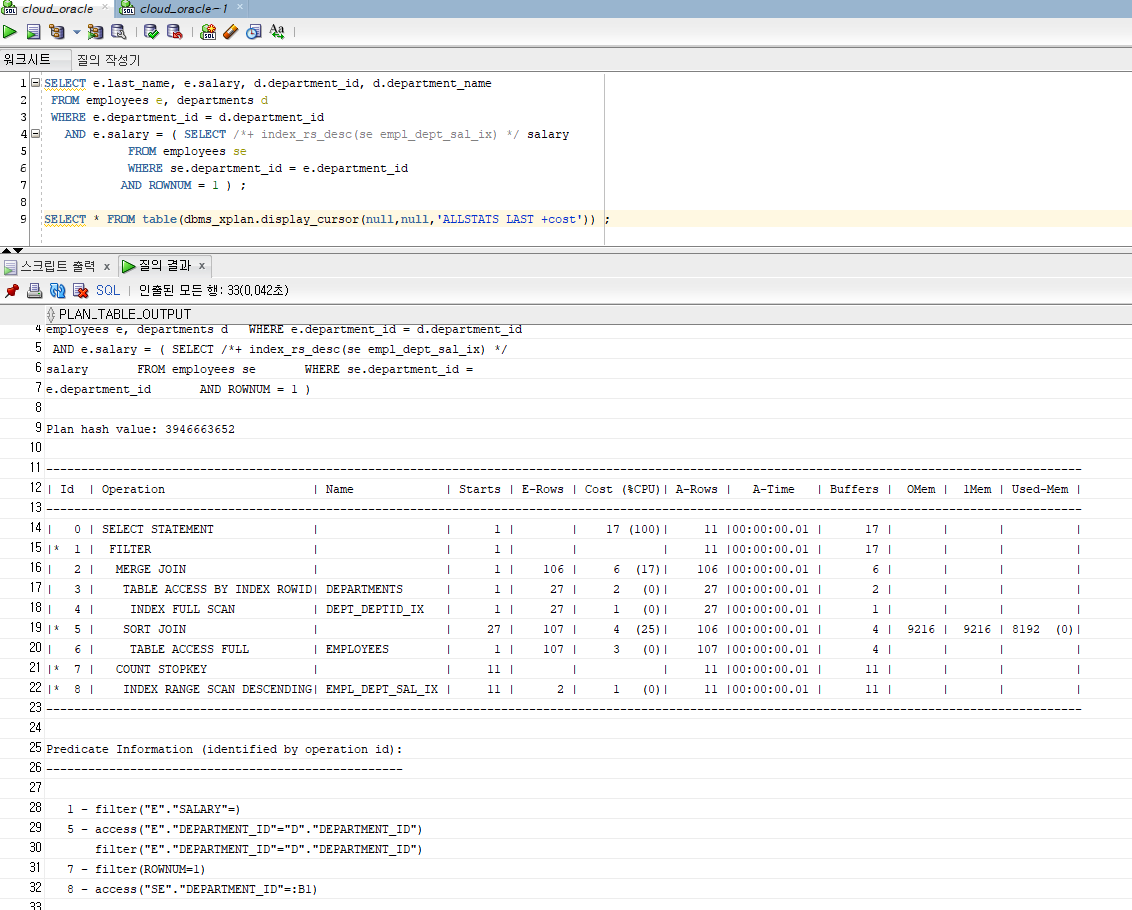 cloud_oracle × cloud_oracle~1 ×
워크시트 질의 작성기
1 SELECT e.last_name, e.salary, d.department_id, d.department_name
2 FROM employees e, departments d
3 WHERE e.department_id = d.department_id
4 AND e.salary = ( SELECT /*+ index_rs_desc(se empl_dept_sal_ix) */ salary
5 FROM employees se
6 WHERE se.department_id = e.department_id
7 AND ROWNUM = 1 ) ;
8
9 SELECT * FROM table(dbms_xplan.display_cursor(null,null,'ALLSTATS LAST +cost')) ;
스크립트 출력 × 질의 결과 ×
SQL | 인출된 모든 행: 33(0,042초)
PLAN_TABLE_OUTPUT
4 employees e, departments d   WHERE e.department_id = d.department_id
5 AND e.salary = ( SELECT /*+ index_rs_desc(se empl_dept_sal_ix) */
6 salary       FROM employees se       WHERE se.department_id =
7 e.department_id       AND ROWNUM = 1 )
8
9 Plan hash value: 3946663652
10
11 ----------------------------------------------------------------------------------------------------------------------------------------------------
12 | Id  | Operation                     | Name             | Starts | E-Rows | Cost (%CPU)| A-Rows |   A-Time   | Buffers |  OMem |  1Mem | Used-Mem |
13 ----------------------------------------------------------------------------------------------------------------------------------------------------
14 |   0 | SELECT STATEMENT              |                  |      1 |        |    17 (100)|     11 |00:00:00.01 |      17 |       |       |          |
15 |*  1 |  FILTER                       |                  |      1 |        |            |     11 |00:00:00.01 |      17 |       |       |          |
16 |   2 |   MERGE JOIN                  |                  |      1 |    106 |     6  (17)|    106 |00:00:00.01 |       6 |       |       |          |
17 |   3 |    TABLE ACCESS BY INDEX ROWID| DEPARTMENTS      |      1 |     27 |     2   (0)|     27 |00:00:00.01 |       2 |       |       |          |
18 |   4 |     INDEX FULL SCAN           | DEPT_DEPTID_IX   |      1 |     27 |     1   (0)|     27 |00:00:00.01 |       1 |       |       |          |
19 |*  5 |    SORT JOIN                  |                  |     27 |    107 |     4  (25)|    106 |00:00:00.01 |       4 |  9216 |  9216 | 8192  (0)|
20 |   6 |     TABLE ACCESS FULL         | EMPLOYEES        |      1 |    107 |     3   (0)|    107 |00:00:00.01 |       4 |       |       |          |
21 |*  7 |   COUNT STOPKEY               |                  |     11 |        |            |     11 |00:00:00.01 |      11 |       |       |          |
22 |*  8 |    INDEX RANGE SCAN DESCENDING| EMPL_DEPT_SAL_IX |     11 |      2 |     1   (0)|     11 |00:00:00.01 |      11 |       |       |          |
23 ----------------------------------------------------------------------------------------------------------------------------------------------------
24
25 Predicate Information (identified by operation id):
26 ---------------------------------------------------
27
28 1 - filter("E"."SALARY"=)
29 5 - access("E"."DEPARTMENT_ID"="D"."DEPARTMENT_ID")
30 filter("E"."DEPARTMENT_ID"="D"."DEPARTMENT_ID")
31 7 - filter(ROWNUM=1)
32 8 - access("SE"."DEPARTMENT_ID"=:B1)
33